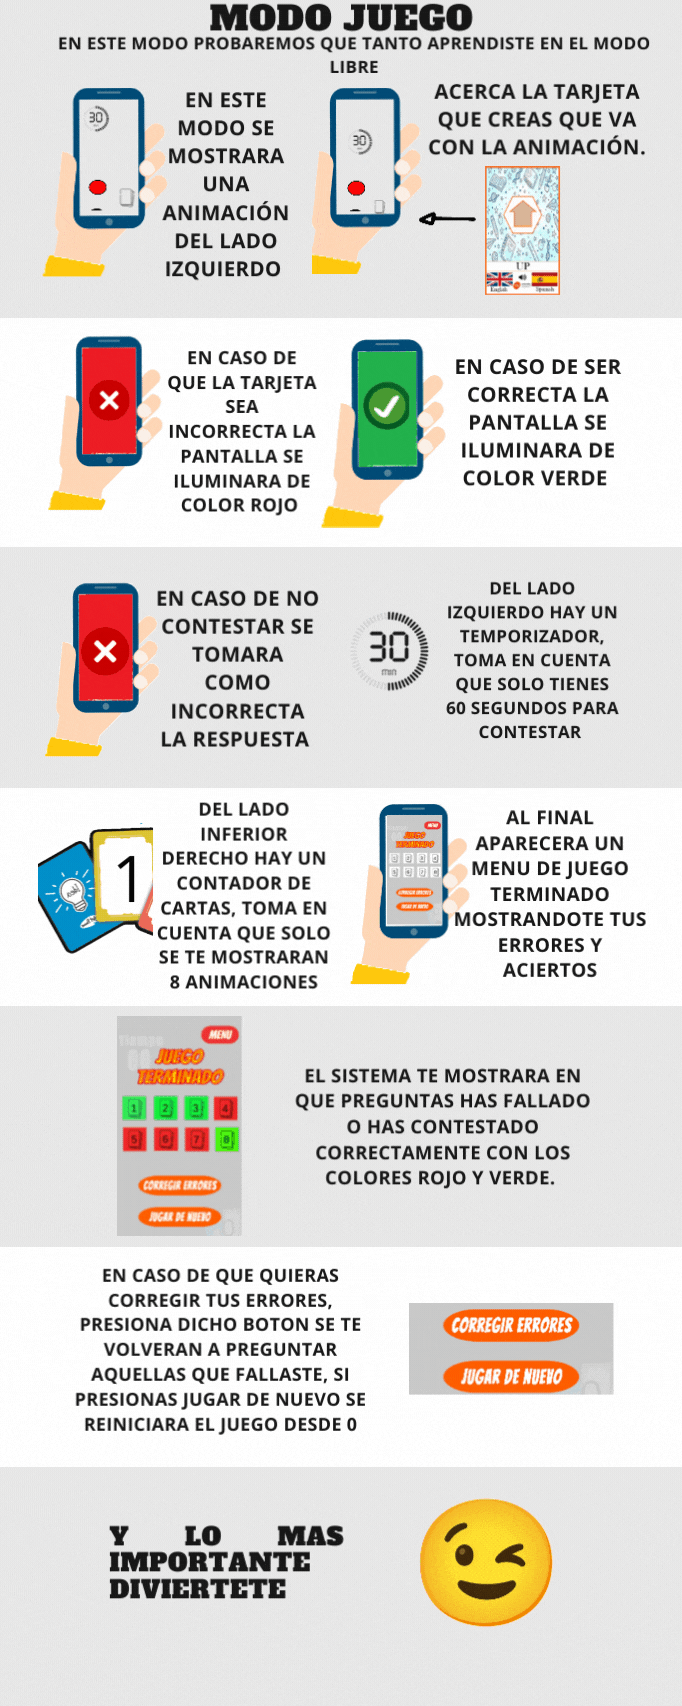 MODO JUEGO
EN ESTE MODO PROBAREMOS QUE TANTO APRENDISTE EN EL MODO
LIBRE
30
EN ESTE
MODO SE
MOSTRARA
UNA
ANIMACIÓN
DEL LADO
IZQUIERDO
30
ACERCA LA TARJETA
QUE CREAS QUE VA
CON LA ANIMACIÓN.
UP
English
Spanish
EN CASO DE
QUE LA TARJETA
SEA
INCORRECTA LA
PANTALLA SE
ILUMINARA DE
COLOR ROJO
EN CASO DE SER
CORRECTA LA
PANTALLA SE
ILUMINARA DE
COLOR VERDE
EN CASO DE NO
CONTESTAR SE
TOMARA
COMO
INCORRECTA
LA RESPUESTA
30
min
DEL LADO
IZQUIERDO HAY UN
TEMPORIZADOR,
TOMA EN CUENTA
QUE SOLO TIENES
60 SEGUNDOS PARA
CONTESTAR
1
DEL LADO
INFERIOR
DERECHO HAY UN
CONTADOR DE
CARTAS, TOMA EN
CUENTA QUE SOLO
SE TE MOSTRARAN
8 ANIMACIONES
MENU
JUEGO
TERMINADO
CORREGIR ERRORES
JUGAR DE NUEVO
AL FINAL
APARECERA UN
MENU DE JUEGO
TERMINADO
MOSTRANDOTE TUS
ERRORES Y
ACIERTOS
Tiempo
MENU
JUEGO
TERMINADO
1 2 3 4
5 6 7 8
CORREGIR ERRORES
JUGAR DE NUEVO
EL SISTEMA TE MOSTRARA EN
QUE PREGUNTAS HAS FALLADO
O HAS CONTESTADO
CORRECTAMENTE CON LOS
COLORES ROJO Y VERDE.
EN CASO DE QUE QUIERAS
CORREGIR TUS ERRORES,
PRESIONA DICHO BOTON SE TE
VOLVERAN A PREGUNTAR
AQUELLAS QUE FALLASTE, SI
PRESIONAS JUGAR DE NUEVO SE
REINICIARA EL JUEGO DESDE 0
CORREGIR ERRORES
JUGAR DE NUEVO
Y LO MAS
IMPORTANTE
DIVIERTETE